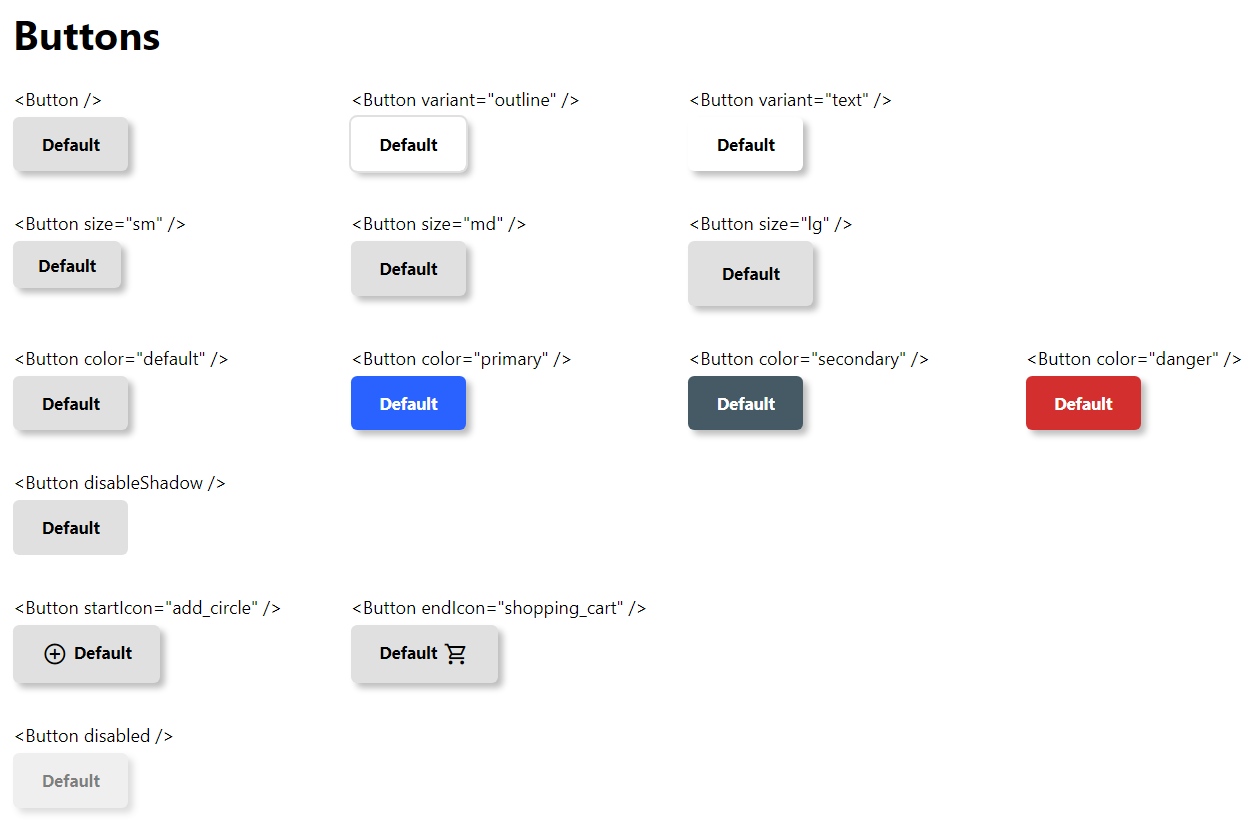 Buttons
<Button />
<Button variant="outline" />
<Button variant="text" />
Default
Default
Default
<Button size="sm" />
<Button size="md" />
<Button size="lg" />
Default
Default
Default
<Button color="default" />
<Button color="primary" />
<Button color="secondary" />
<Button color="danger" />
Default
Default
Default
Default
<Button disableShadow />
Default
<Button startIcon="add_circle" />
<Button endIcon="shopping_cart" />
Default
Default
<Button disabled />
Default